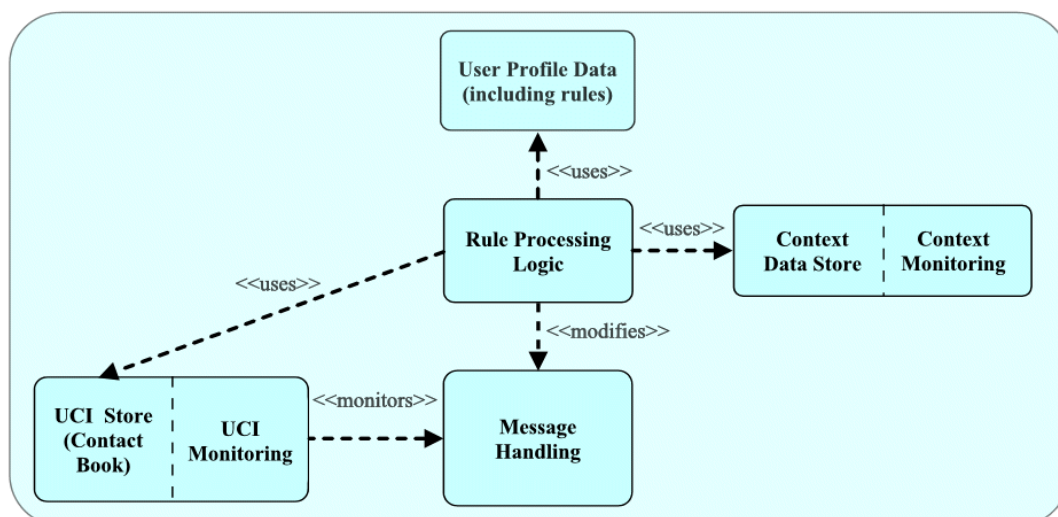 User Profile Data
(including rules)
<<uses>>
Rule Processing
Logic
<<uses>>
Context
Data Store
Context
Monitoring
<<uses>>
<<modifies>>
UCI Store
(Contact
Book)
UCI
Monitoring
<<monitors>>
Message
Handling